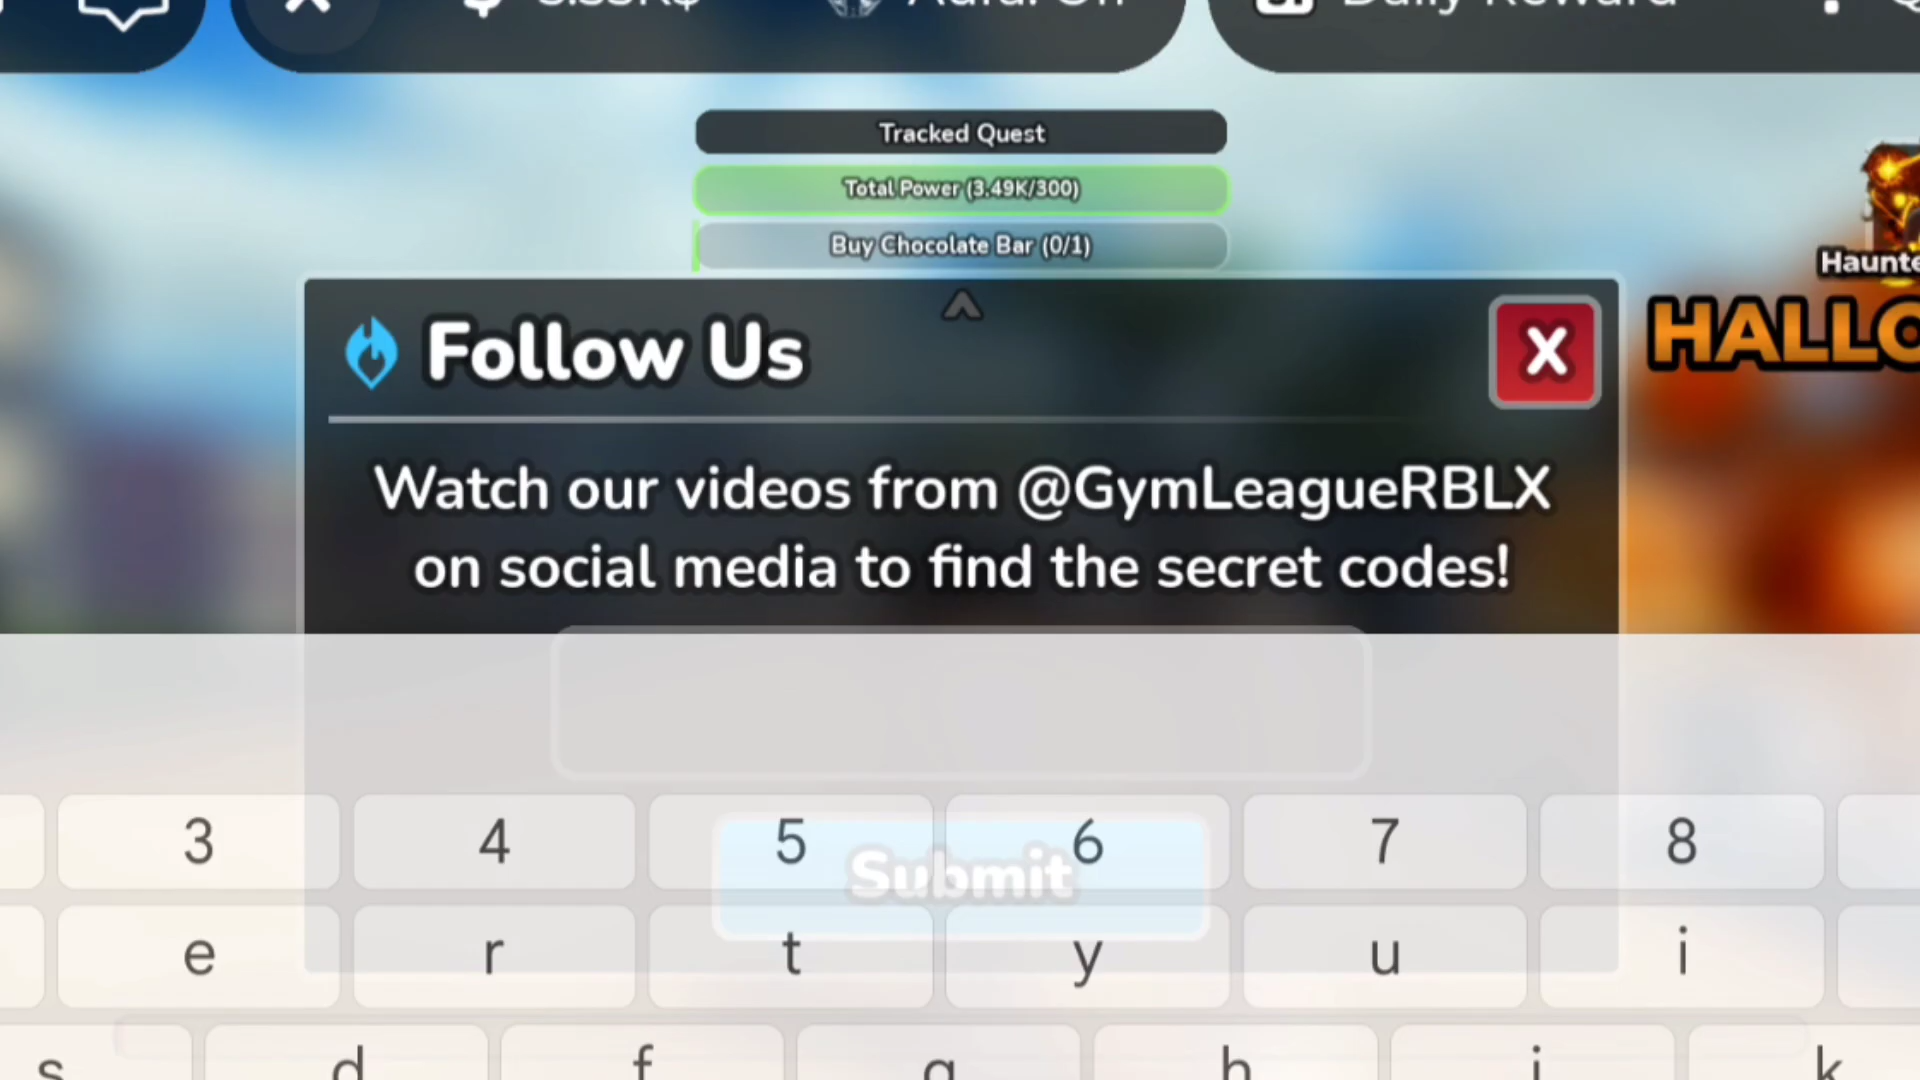 Tracked Quest
Total Power (3.49K/300)
Buy Chocolate Bar (0/1)
Follow Us
X
HALLO
Watch our videos from @GymLeagueRBLX
on social media to find the secret codes!
3 4 5 6 7 8
Submit
e r t y u i
s d f g h j k